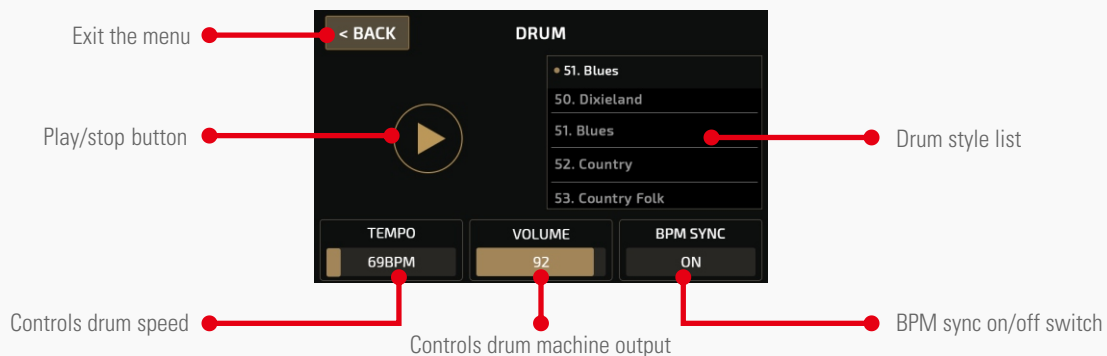 Exit the menu
< BACK
DRUM
• 51. Blues
50. Dixieland
51. Blues
52. Country
53. Country Folk
Play/stop button
Drum style list
TEMPO
69BPM
VOLUME
92
BPM SYNC
ON
Controls drum speed
Controls drum machine output
BPM sync on/off switch